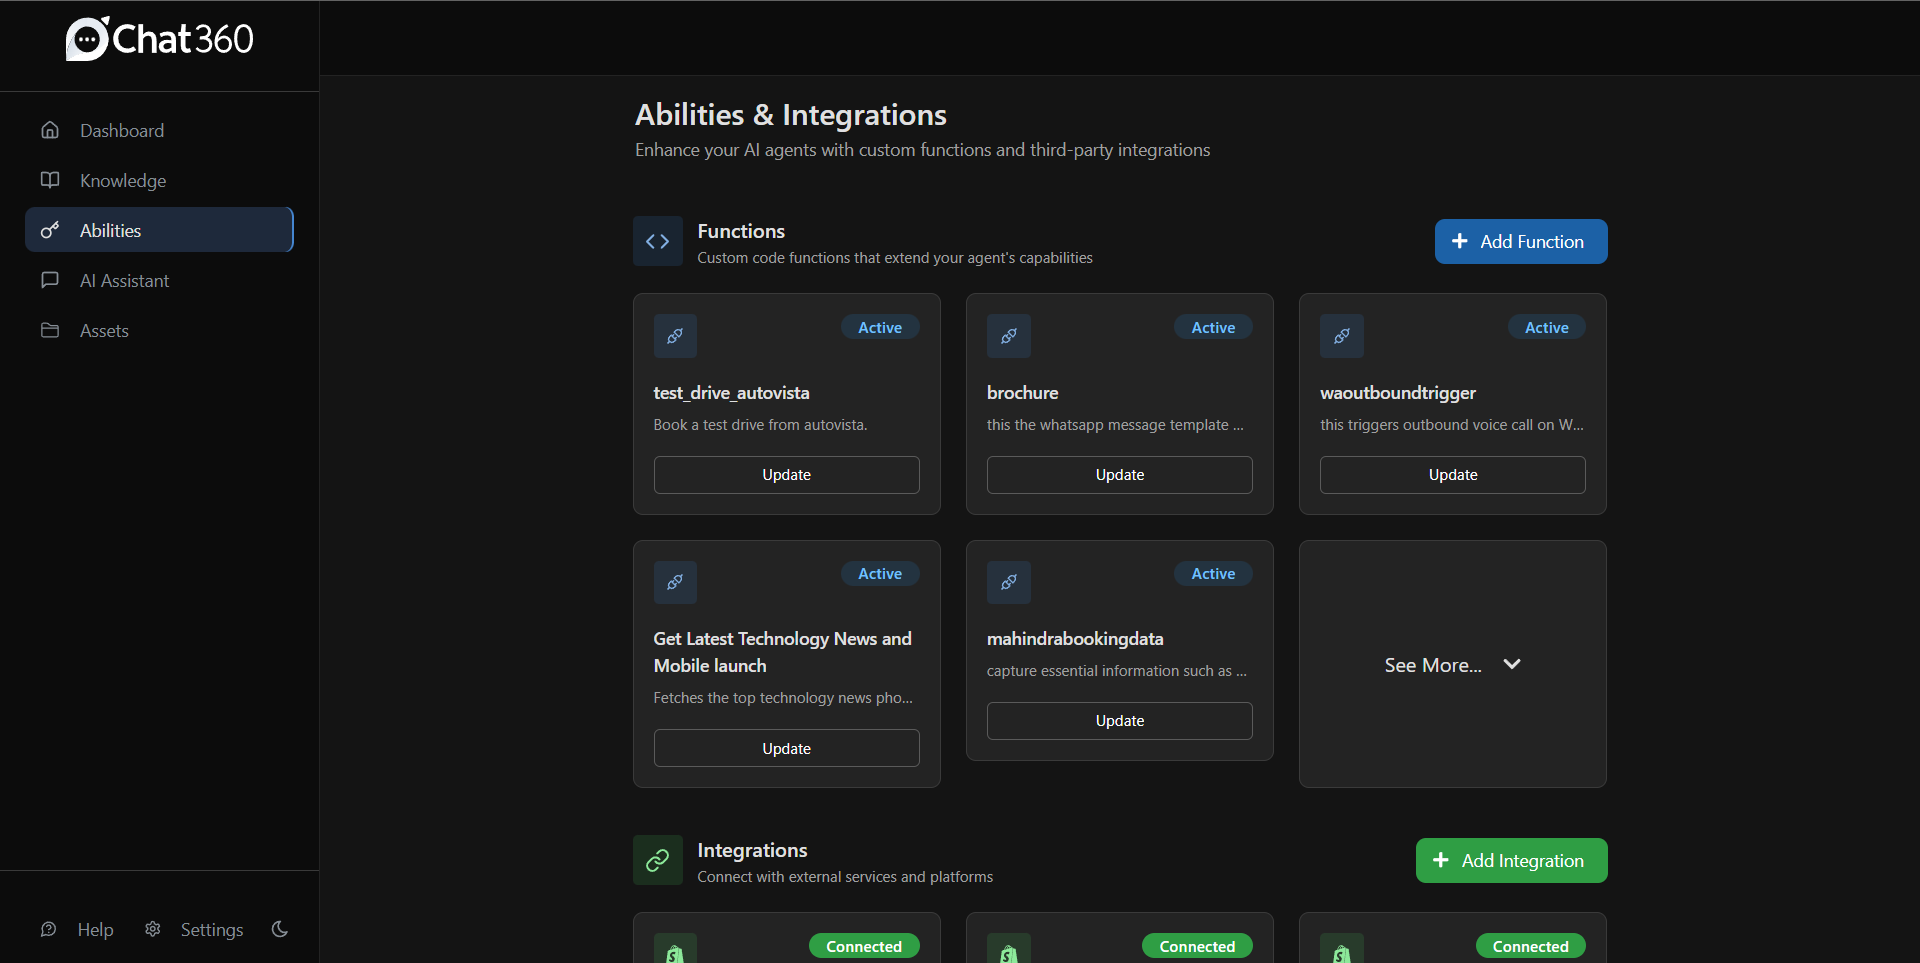 Chat360
Dashboard
Knowledge
Abilities
AI Assistant
Assets
Help
Settings
Abilities & Integrations
Enhance your AI agents with custom functions and third-party integrations
Functions
Custom code functions that extend your agent's capabilities
Add Function
Active
test_drive_autovista
Book a test drive from autovista.
Update
Active
brochure
this the whatsapp message template ...
Update
Active
waoutboundtrigger
this triggers outbound voice call on W...
Update
Active
Get Latest Technology News and
Mobile launch
Fetches the top technology news pho...
Update
Active
mahindrabookingdata
capture essential information such as ...
Update
See More...
Integrations
Connect with external services and platforms
Add Integration
Connected
Connected
Connected